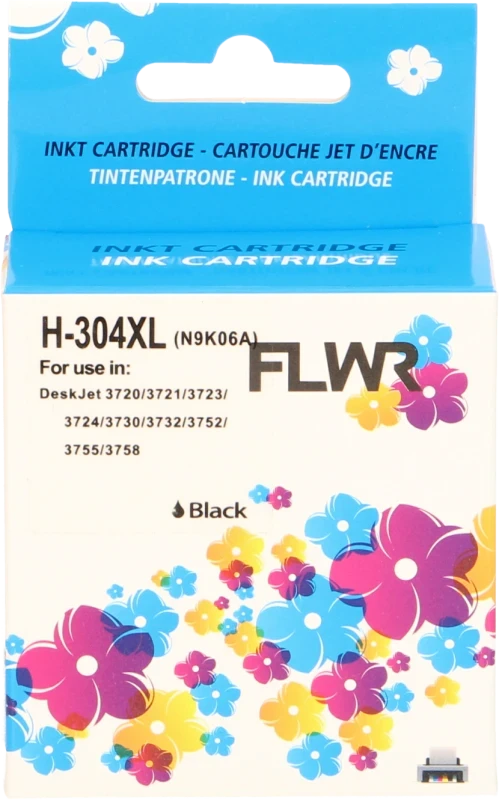 INKT CARTRIDGE - CARTOUCHE JET D'ENCRE
TINTENPATRONE - INK CARTRIDGE
INKT CARTRIDGE
INK CARTRIDGE
H-304XL (N9K06A)
FLWR
For use in:
DeskJet 3720/3721/3723/
3724/3730/3732/3752/
3755/3758
Black